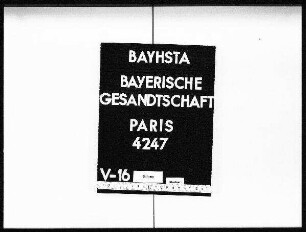 BAYHSTA
BAYERISCHE
GESANDTSCHAFT
PARIS
4247
V-16